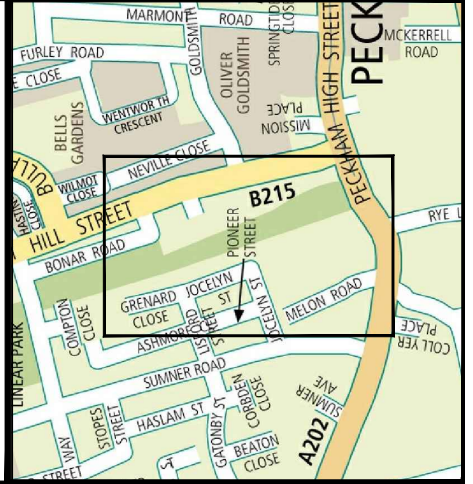 MARMONT ROAD
GOLDSMITH
SPRINGTIDE
CLOSE
PECKHAM HIGH STREET
PECK
MCKERRELL
ROAD
FURLEY ROAD
E CLOSE
OLIVER
GOLDSMITH
WENTWORTH
CRESCENT
BELLS
GARDENS
MISSION
PLACE
NEVILLE CLOSE
BULL
WILMOT
CLOSE
CLOSE
HILL STREET
B215
RYE L
BONAR ROAD
PIONEER
STREET
GRENARD
CLOSE
JOCELYN
ST
JOCELYN ST
MELON ROAD
COMPTON
CLOSE
ASHMORE
LISFORD
STREET
COLLYER
PLACE
LINEAR PARK
SUMNER ROAD
STOPES
STREET
HASLAM ST
GATONBY ST
COBDEN
CLOSE
SUMNER
AVE
A202
BEATON
CLOSE
WAY
STREET
ST